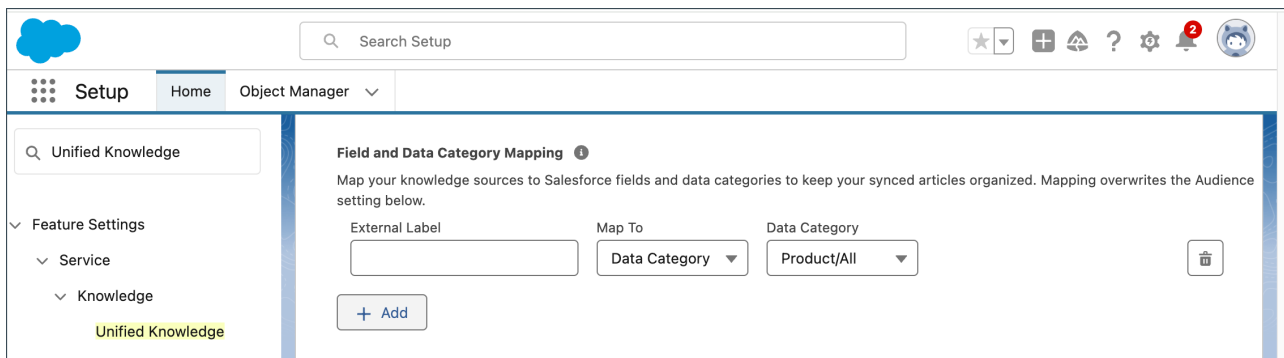 Search Setup
2
Setup
Home
Object Manager
Unified Knowledge
Feature Settings
Service
Knowledge
Unified Knowledge
Field and Data Category Mapping
Map your knowledge sources to Salesforce fields and data categories to keep your synced articles organized. Mapping overwrites the Audience
setting below.
External Label
Map To
Data Category
Data Category
Product/All
+ Add